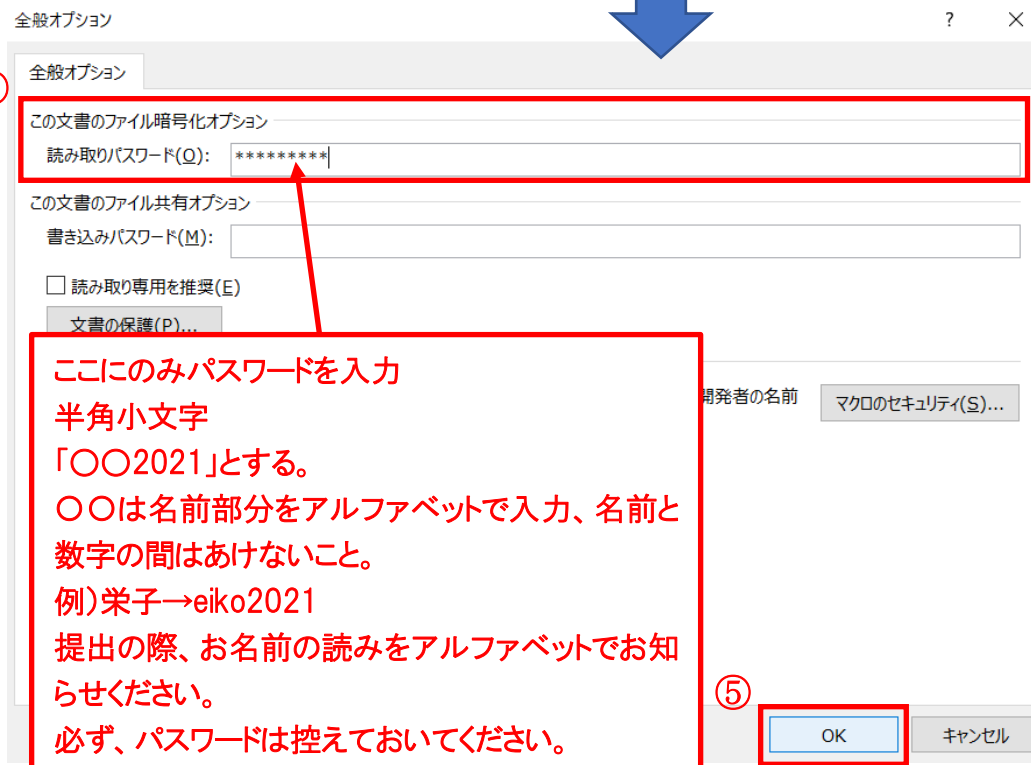 全般オプション ? ×
全般オプション
この文書のファイル暗号化オプション
読み取りパスワード(O): *********
この文書のファイル共有オプション
書き込みパスワード(M):
読み取り専用を推奨(E)
文書の保護(P)...
開発者の名前 マクロのセキュリティ(S)...
ここにのみパスワードを入力
半角小文字
「〇〇2021」とする。
〇〇は名前部分をアルファベットで入力、名前と
数字の間はあけないこと。
例)栄子→eiko2021
提出の際、お名前の読みをアルファベットでお知
らせください。
必ず、パスワードは控えておいてください。
⑤
OK キャンセル